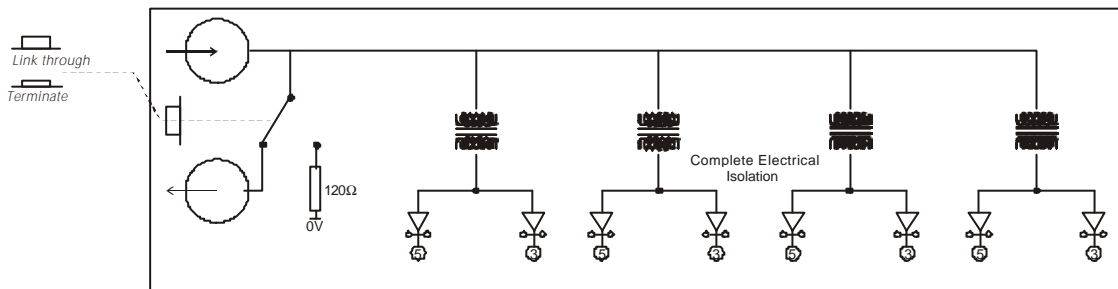 Link through
Terminate
120Ω
0V
Complete Electrical
Isolation
5 3 5 3 5 3 5 3